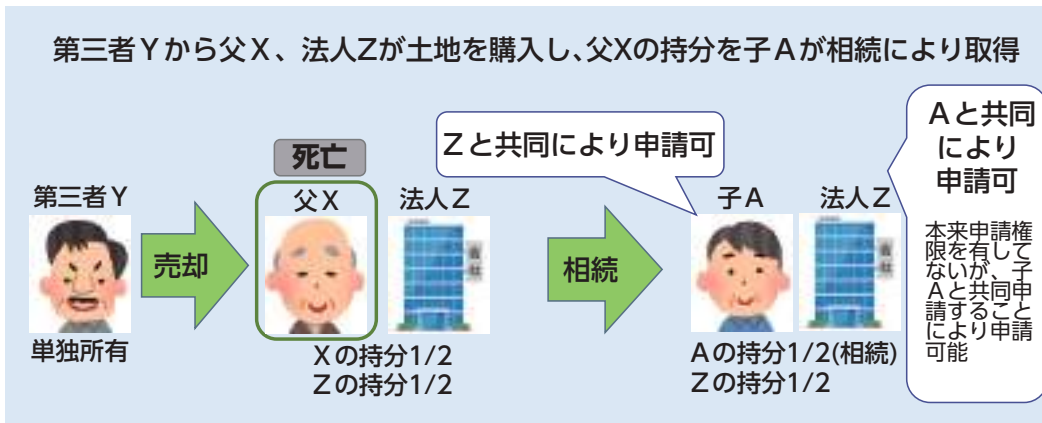 第三者Yから父X、法人Zが土地を購入し、父Xの持分を子Aが相続により取得
死亡
第三者Y
父X
法人Z
売却
単独所有
Xの持分1/2
Zの持分1/2
相続
Zと共同により申請可
子A
法人Z
Aの持分1/2(相続)
Zの持分1/2
Aと共同
により
申請可
本来申請権
限を有して
ないが、子
Aと共同申
請すること
により申請
可能